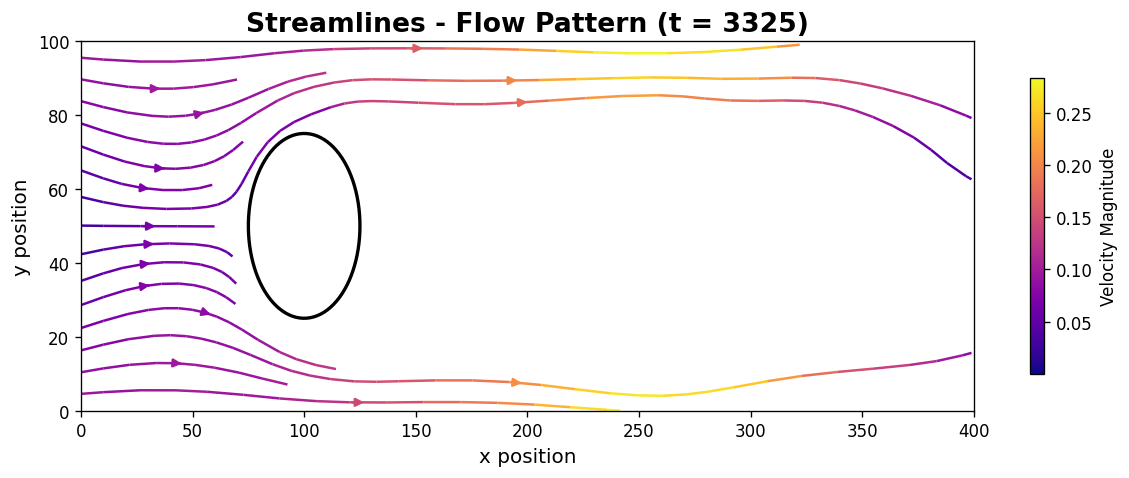 Streamlines - Flow Pattern (t = 3325)
100
80
60
40
20
0
y position
0 50 100 150 200 250 300 350 400
x position
0.25
0.20
0.15
0.10
0.05
Velocity Magnitude